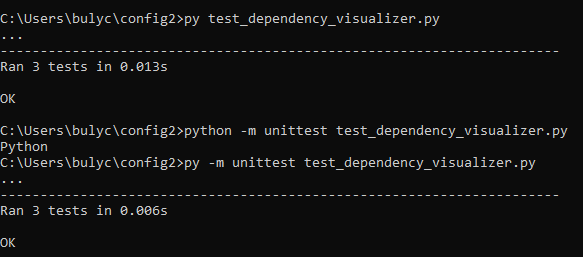 C:\Users\bulyc\config2>py test_dependency_visualizer.py
...
----------------------------------------------------------------------
Ran 3 tests in 0.013s
OK
C:\Users\bulyc\config2>python -m unittest test_dependency_visualizer.py
Python
C:\Users\bulyc\config2>py -m unittest test_dependency_visualizer.py
...
----------------------------------------------------------------------
Ran 3 tests in 0.006s
OK